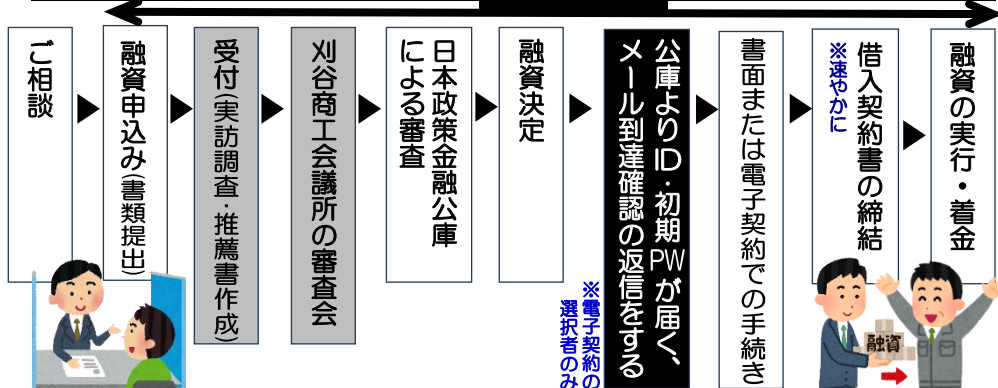 ご相談
融資申込み(書類提出)
受付(実訪調査・推薦書作成)
刈谷商工会議所の審査会
日本政策金融公庫
による審査
融資決定
公庫よりID・初期PWが届く、
メール到達確認の返信をする
※電子契約の
選択者のみ
書面または電子契約での手続き
借入契約書の締結
※速やかに
融資の実行・着金
融資